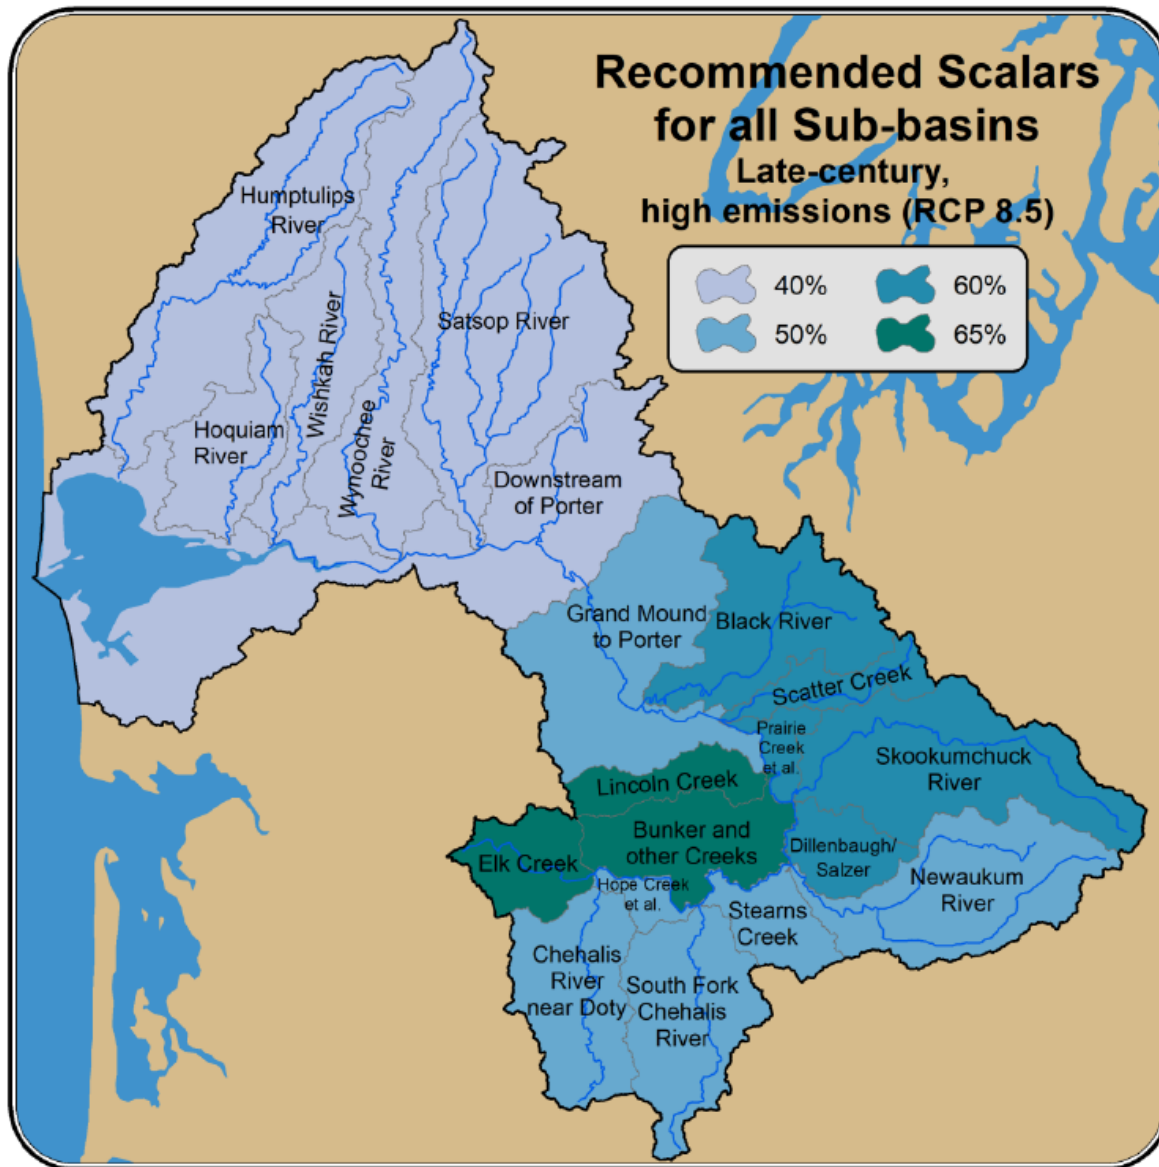 Recommended Scalars
for all Sub-basins
Late-century,
high emissions (RCP 8.5)
40%
60%
50%
65%
Humptulips
River
Wishkah River
Satsop River
Hoquiam
River
Wynoochee
River
Downstream
of Porter
Grand Mound
to Porter
Black River
Scatter Creek
Prairie
Creek
et al.
Skookumchuck
River
Lincoln Creek
Bunker and
other Creeks
Elk Creek
Dillenbaugh/
Salzer
Hope Creek
et al.
Newaukum
River
Stearns
Creek
Chehalis
River
near Doty
South Fork
Chehalis
River